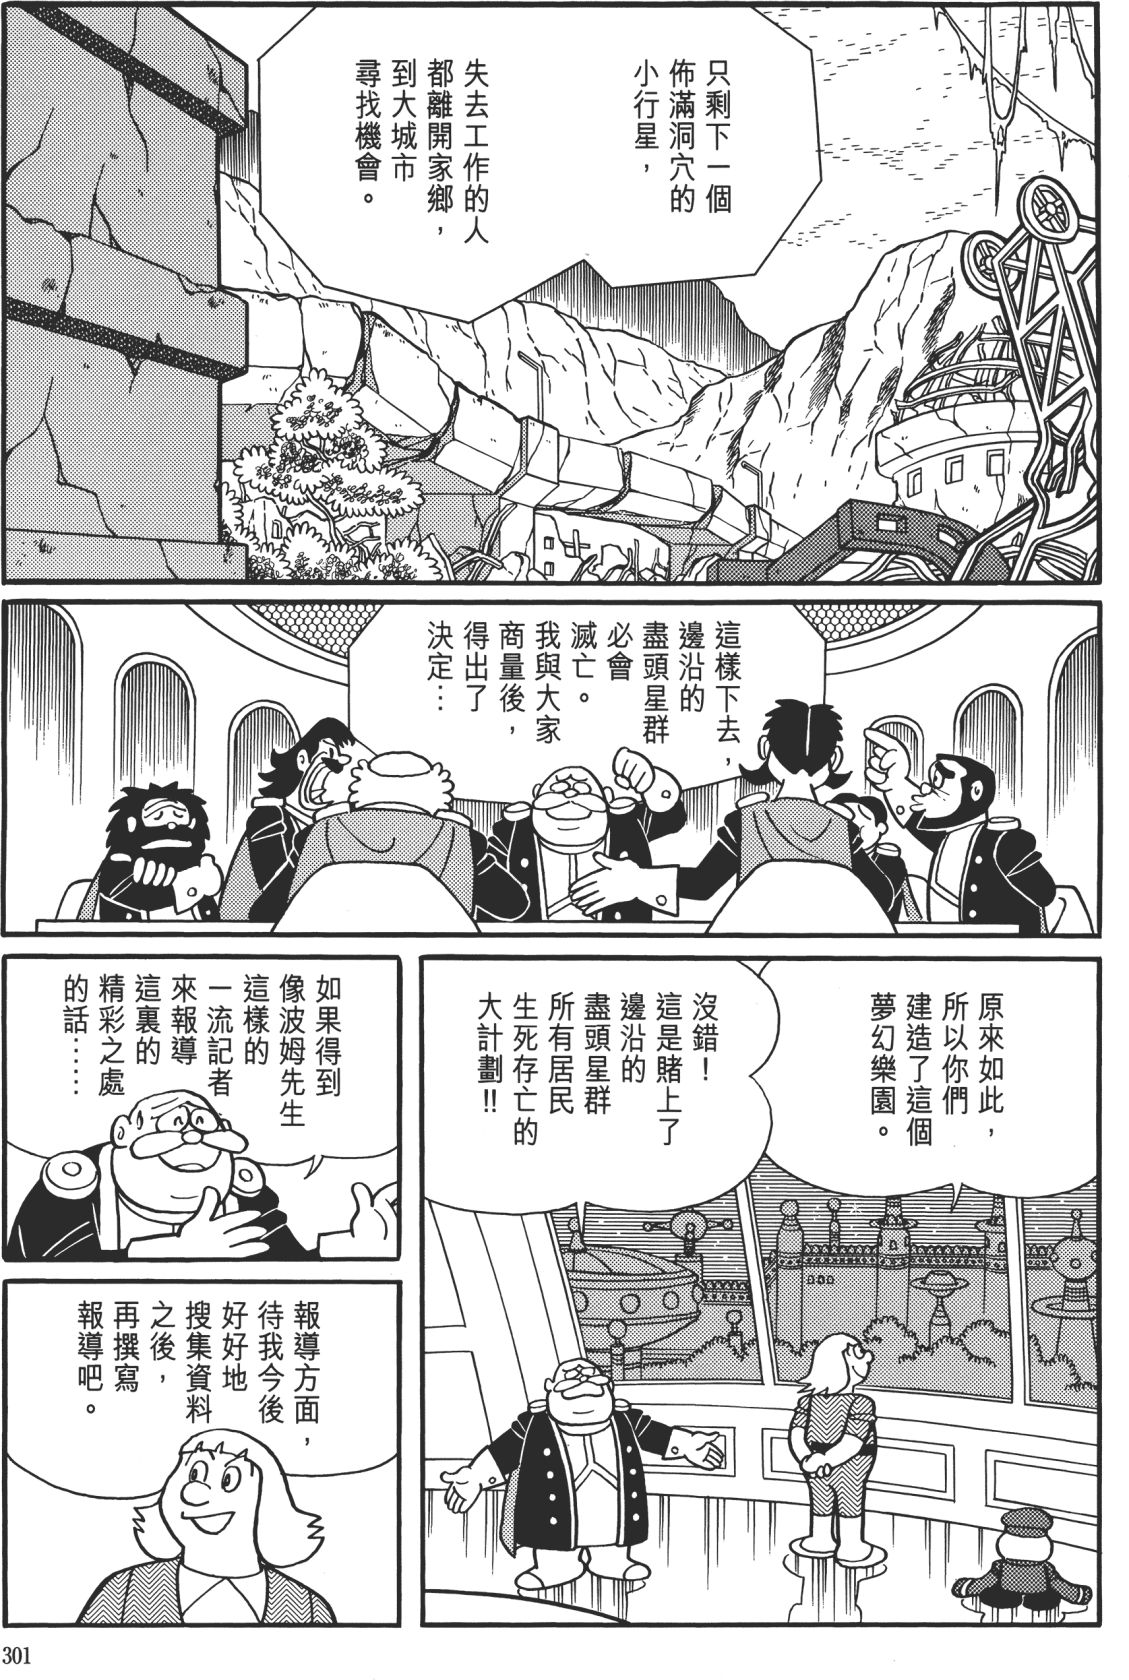 只剩下一個
佈滿洞穴的
小行星，
失去工作的人
都離開家鄉，
到大城市
尋找機會。
這樣下去，
邊沿的
盡頭星群
必會
滅亡。
我與大家
商量後，
得出了
決定…
原來如此，
所以你們
建造了這個
夢幻樂園。
沒錯！
這是賭上了
邊沿的
盡頭星群
所有居民
生死存亡的
大計劃!!
如果得到
像波姆先生
這樣的
一流記者
來報導
這裏的
精彩之處
的話……
報導方面，
待我今後
好好地
搜集資料
之後，
再撰寫
報導吧。
301